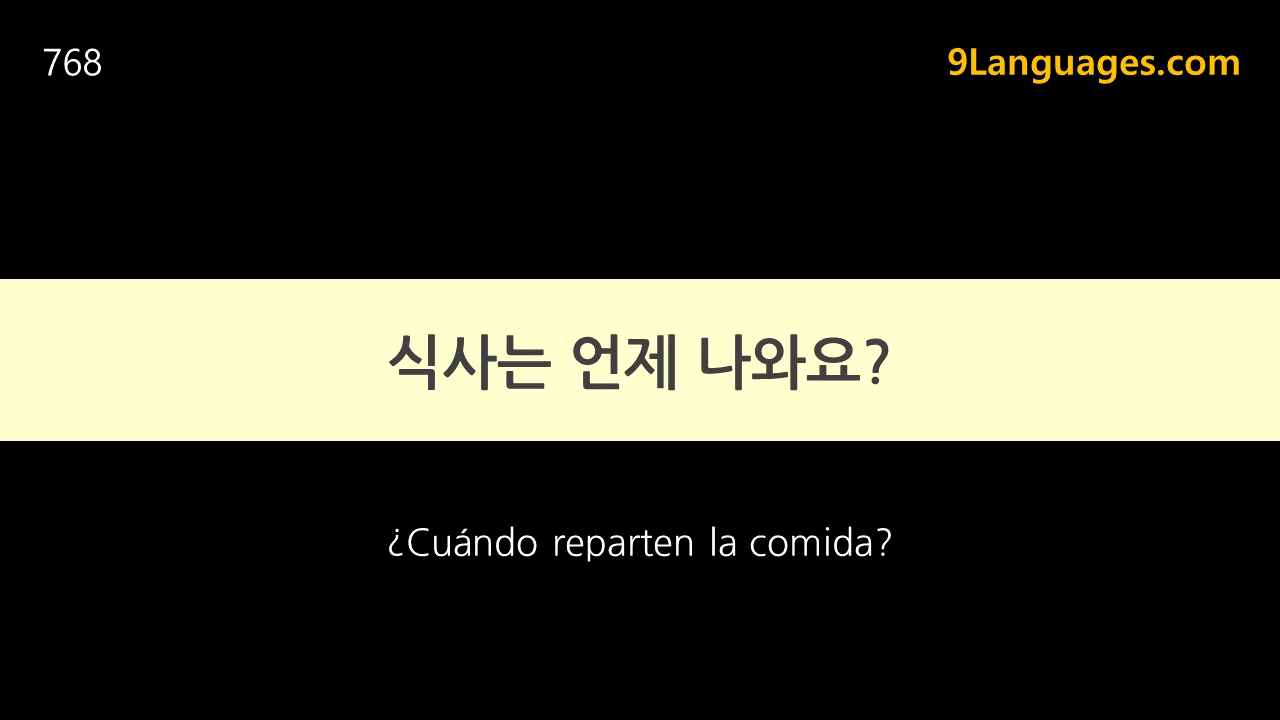 768
9Languages.com
식사는 언제 나와요?
¿Cuándo reparten la comida?